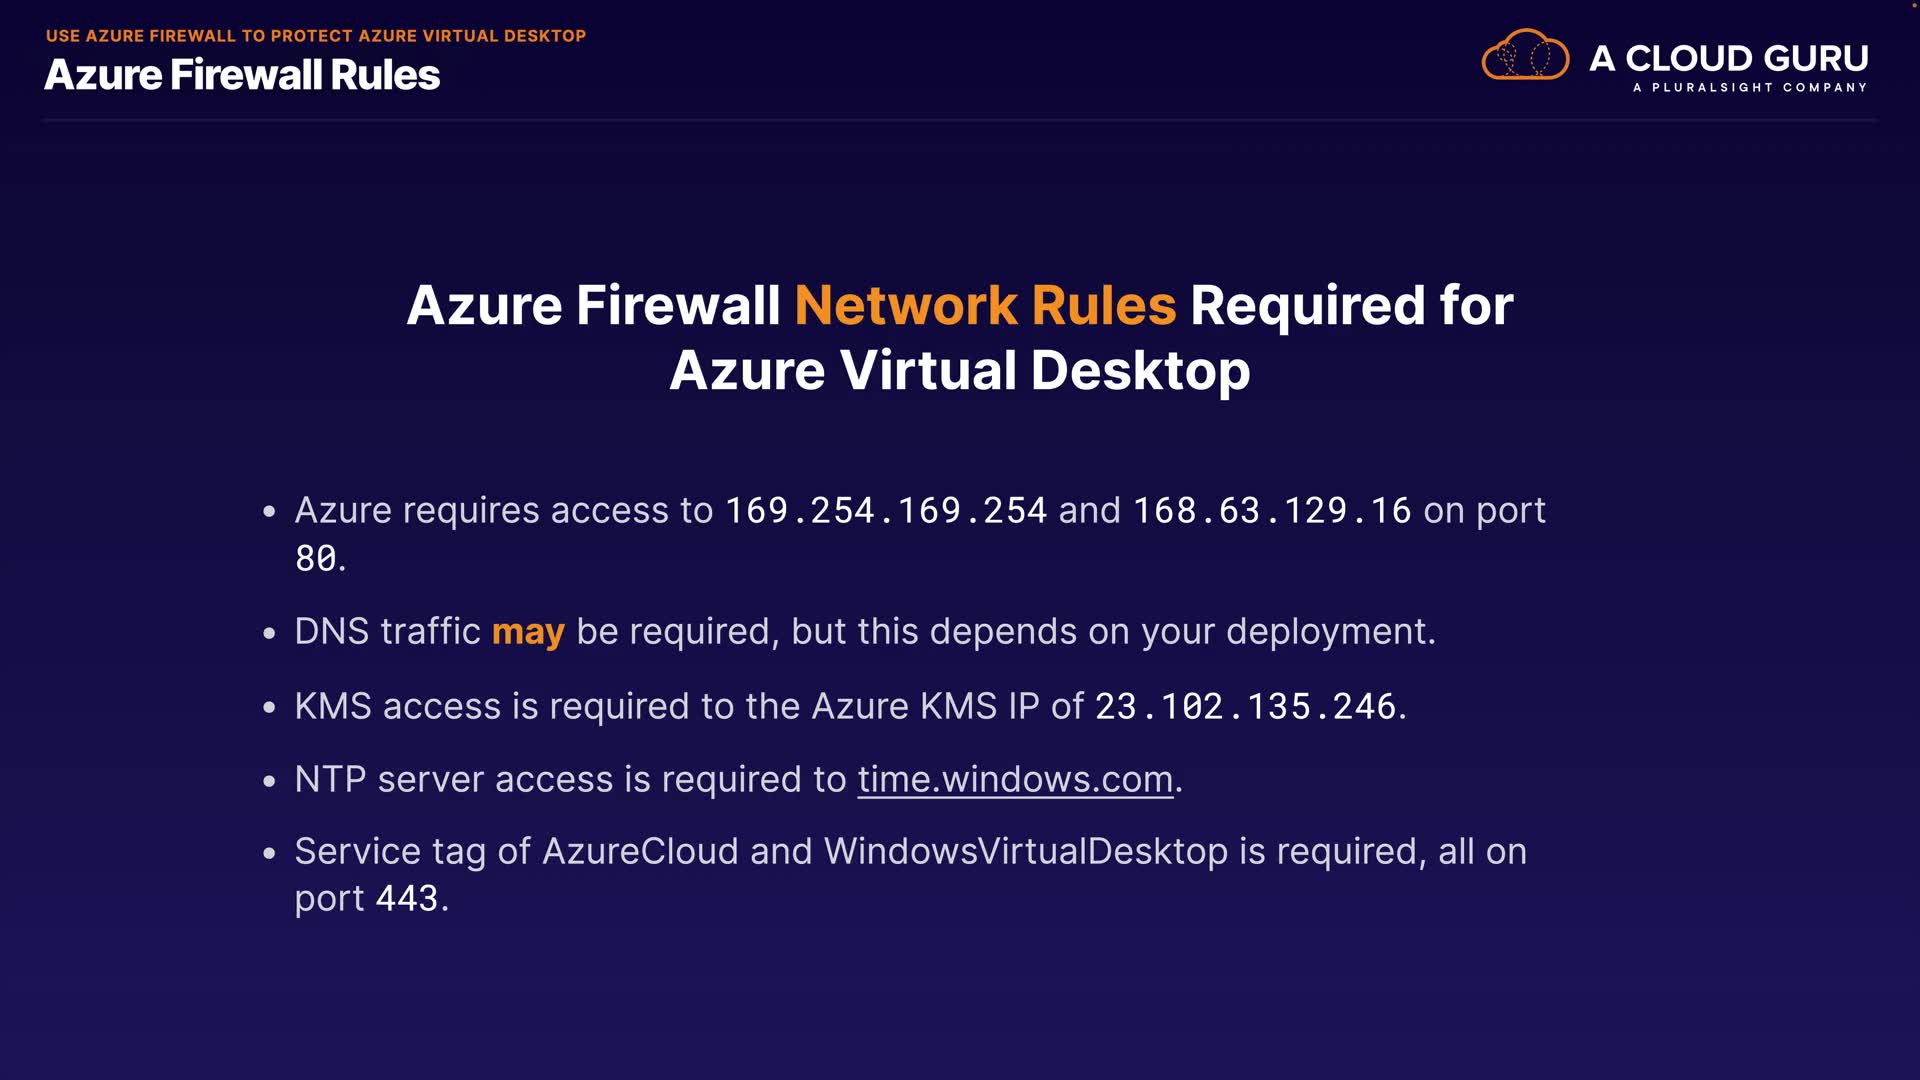 USE AZURE FIREWALL TO PROTECT AZURE VIRTUAL DESKTOP
Azure Firewall Rules
A CLOUD GURU
A PLURALSIGHT COMPANY
Azure Firewall Network Rules Required for
Azure Virtual Desktop
• Azure requires access to 169.254.169.254 and 168.63.129.16 on port
80.
• DNS traffic may be required, but this depends on your deployment.
• KMS access is required to the Azure KMS IP of 23.102.135.246.
• NTP server access is required to time.windows.com.
• Service tag of AzureCloud and WindowsVirtualDesktop is required, all on
port 443.